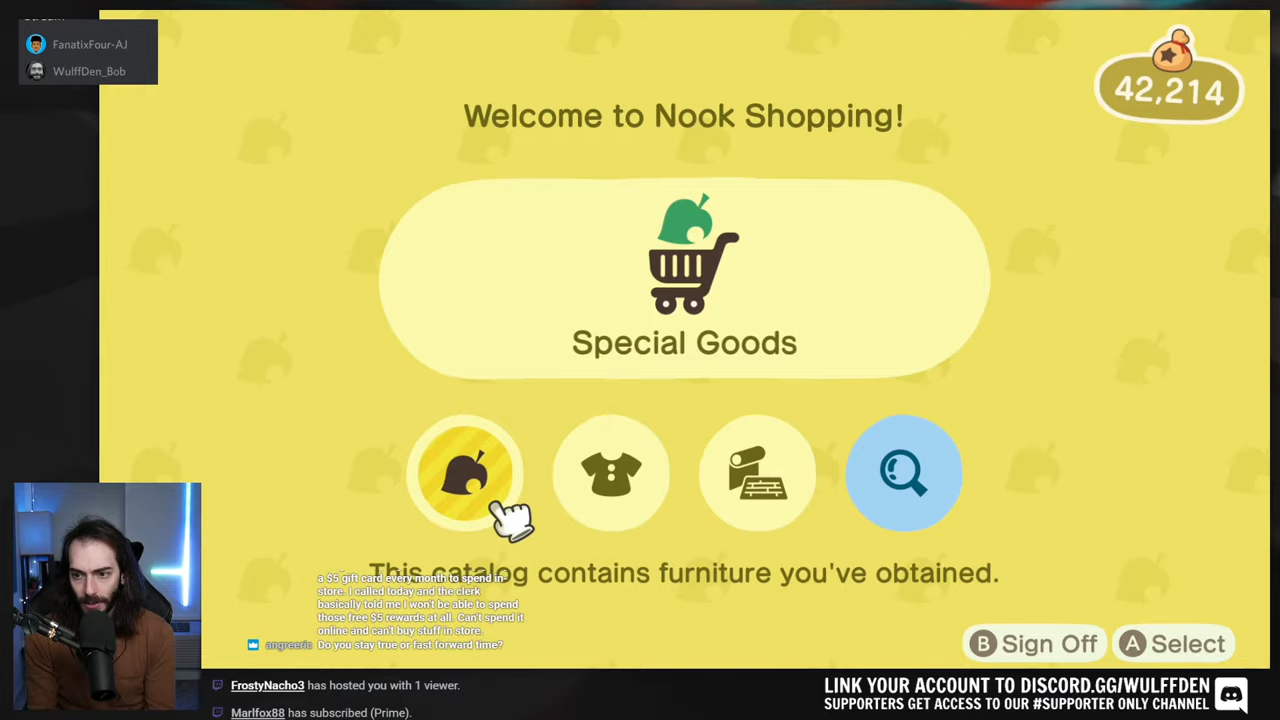 FanatixFour-AJ
WulffDen_Bob
42,214
Welcome to Nook Shopping!
Special Goods
This catalog contains furniture you've obtained.
a $5 gift card every month to spend in-
store. I called today and the clerk
basically told me I won't be able to spend
those free $5 rewards at all. Can't spend it
online and can't buy stuff in store.
angreeric Do you stay true or fast forward time?
B Sign Off A Select
FrostyNacho3 has hosted you with 1 viewer.
Marlfox88 has subscribed (Prime).
LINK YOUR ACCOUNT TO DISCORD.GG/WULFFDEN
SUPPORTERS GET ACCESS TO OUR #SUPPORTER ONLY CHANNEL